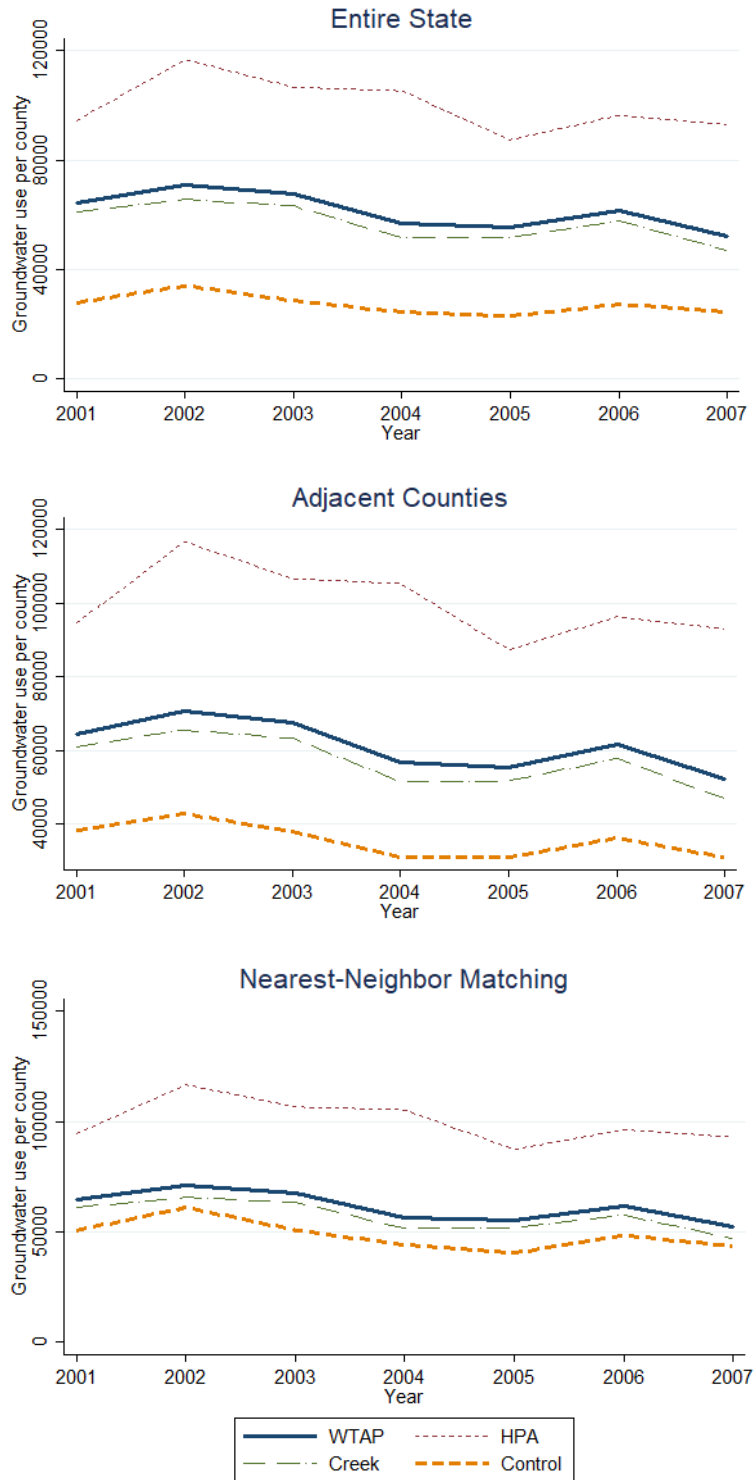 Entire State
Groundwater use per county
120000
80000
40000
0
2001 2002 2003 2004 2005 2006 2007
Year
Adjacent Counties
Groundwater use per county
120000
100000
80000
60000
40000
2001 2002 2003 2004 2005 2006 2007
Year
Nearest-Neighbor Matching
Groundwater use per county
150000
100000
50000
0
2001 2002 2003 2004 2005 2006 2007
Year
WTAP HPA
Creek Control